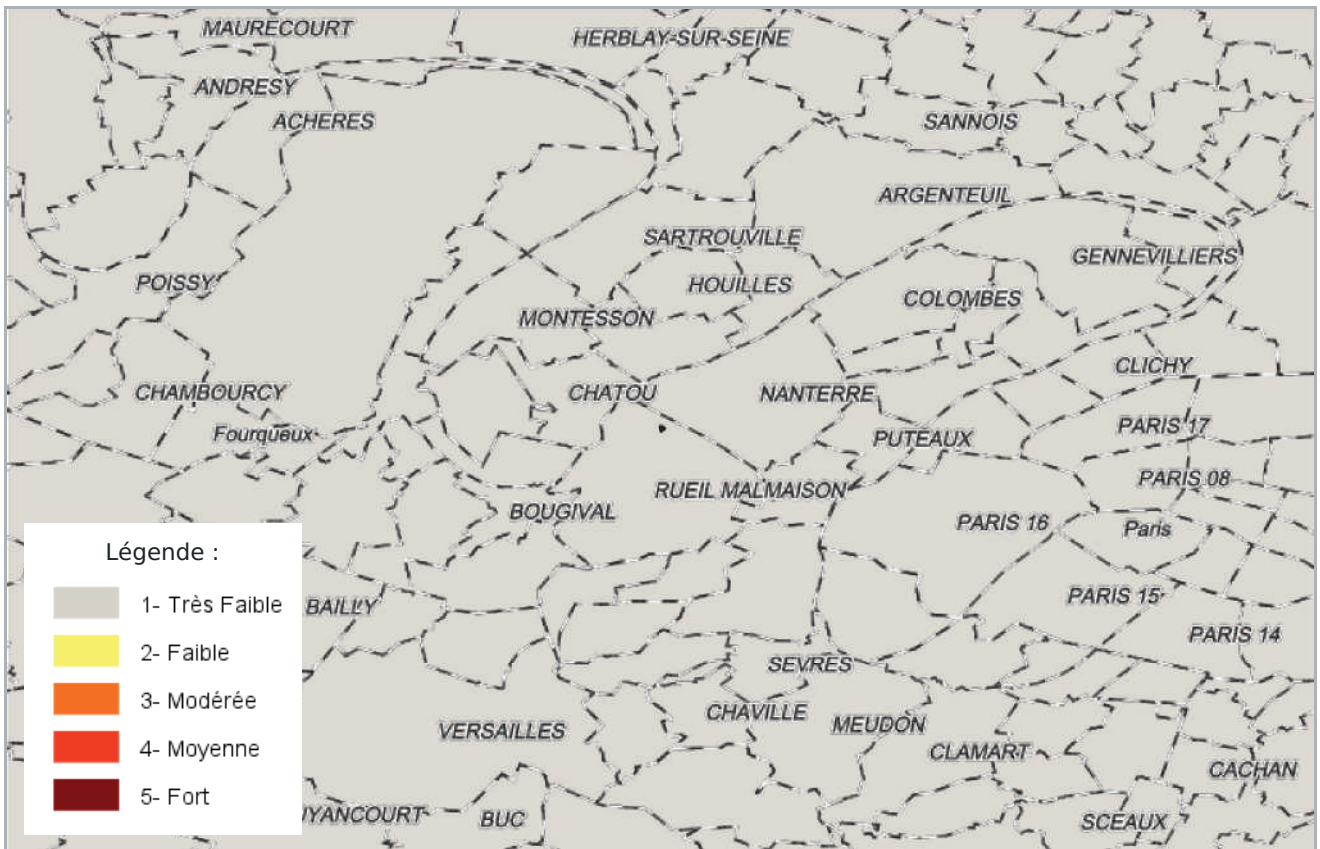 MAURECOURT
HERBLAY-SUR-SEINE
ANDRESY
ACHERES
SANNOIS
ARGENTEUIL
SARTROUVILLE
GENNEVILLIERS
POISSY
HOUILLES
COLOMBES
MONTESSON
CLICHY
CHAMBOURCY
CHATOU
NANTERRE
Fourqueux
PUTEAUX
PARIS 17
PARIS 08
RUEIL MALMAISON
BOUGIVAL
PARIS 16
Paris
Légende :
1- Très Faible
2- Faible
3- Modérée
4- Moyenne
5- Fort
BAILLY
PARIS 15
PARIS 14
SEVRES
CHAVILLE
MEUDON
VERSAILLES
CLAMART
CACHAN
UYANCOURT
BUC
SCEAUX